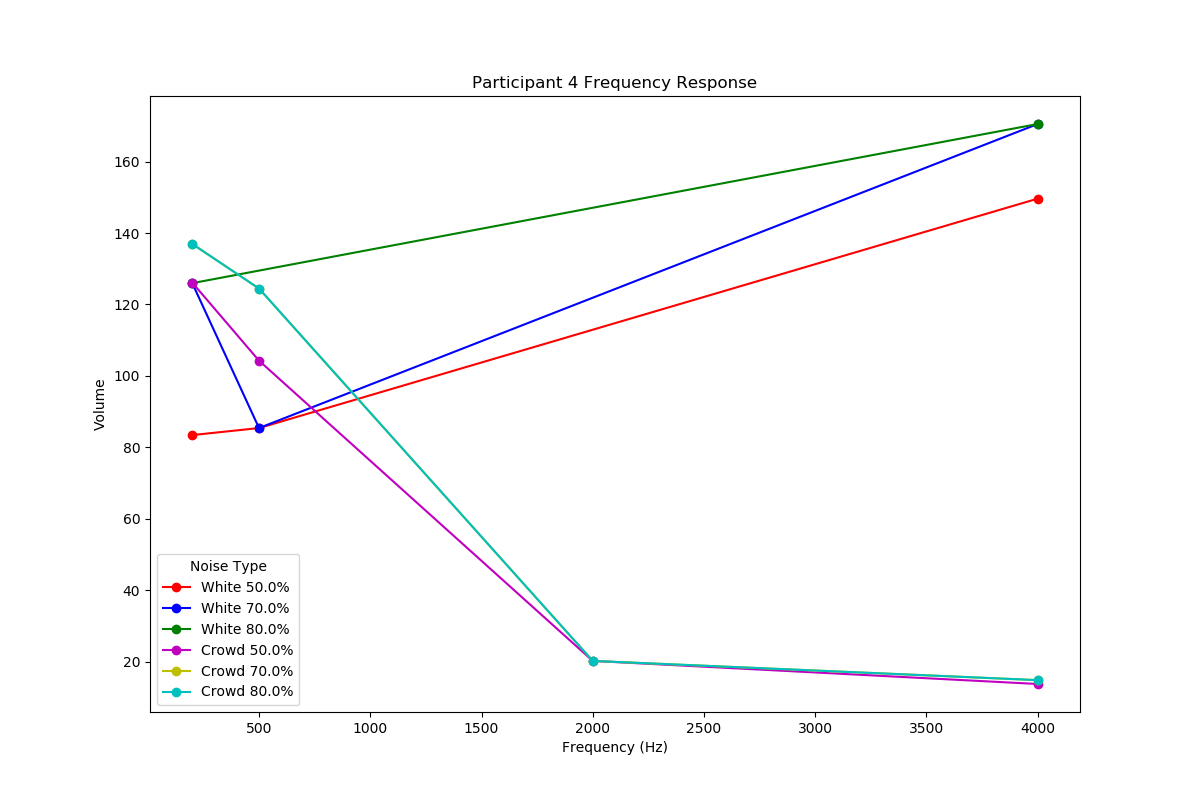 Participant 4 Frequency Response
Volume
160
140
120
100
80
60
40
20
Noise Type
White 50.0%
White 70.0%
White 80.0%
Crowd 50.0%
Crowd 70.0%
Crowd 80.0%
500 1000 1500 2000 2500 3000 3500 4000
Frequency (Hz)